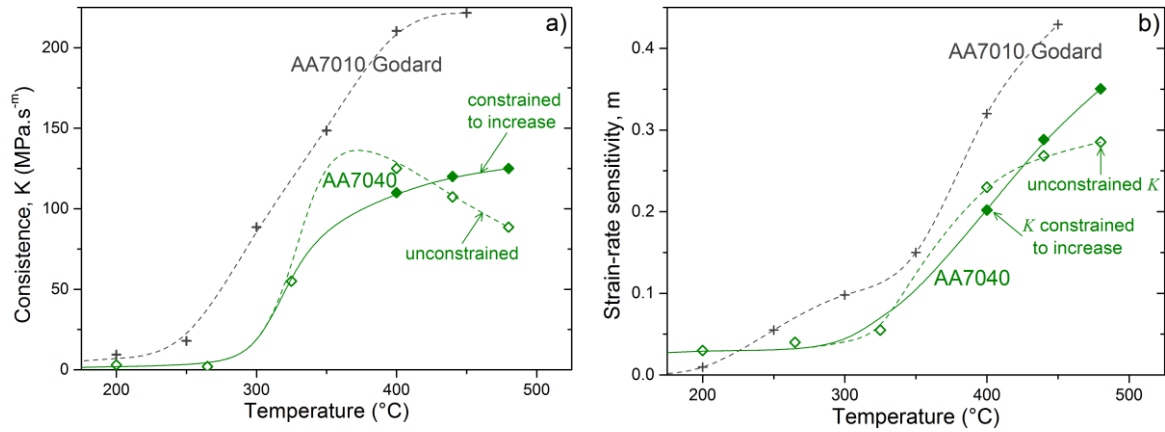 a)
AA7010 Godard
constrained
to increase
AA7040
unconstrained
Consistence, K (MPa.s⁻ᵐ)
0
50
100
150
200
200
300
400
500
Temperature (°C)
b)
AA7010 Godard
unconstrained K
K constrained
to increase
AA7040
Strain-rate sensitivity, m
0.0
0.1
0.2
0.3
0.4
200
300
400
500
Temperature (°C)